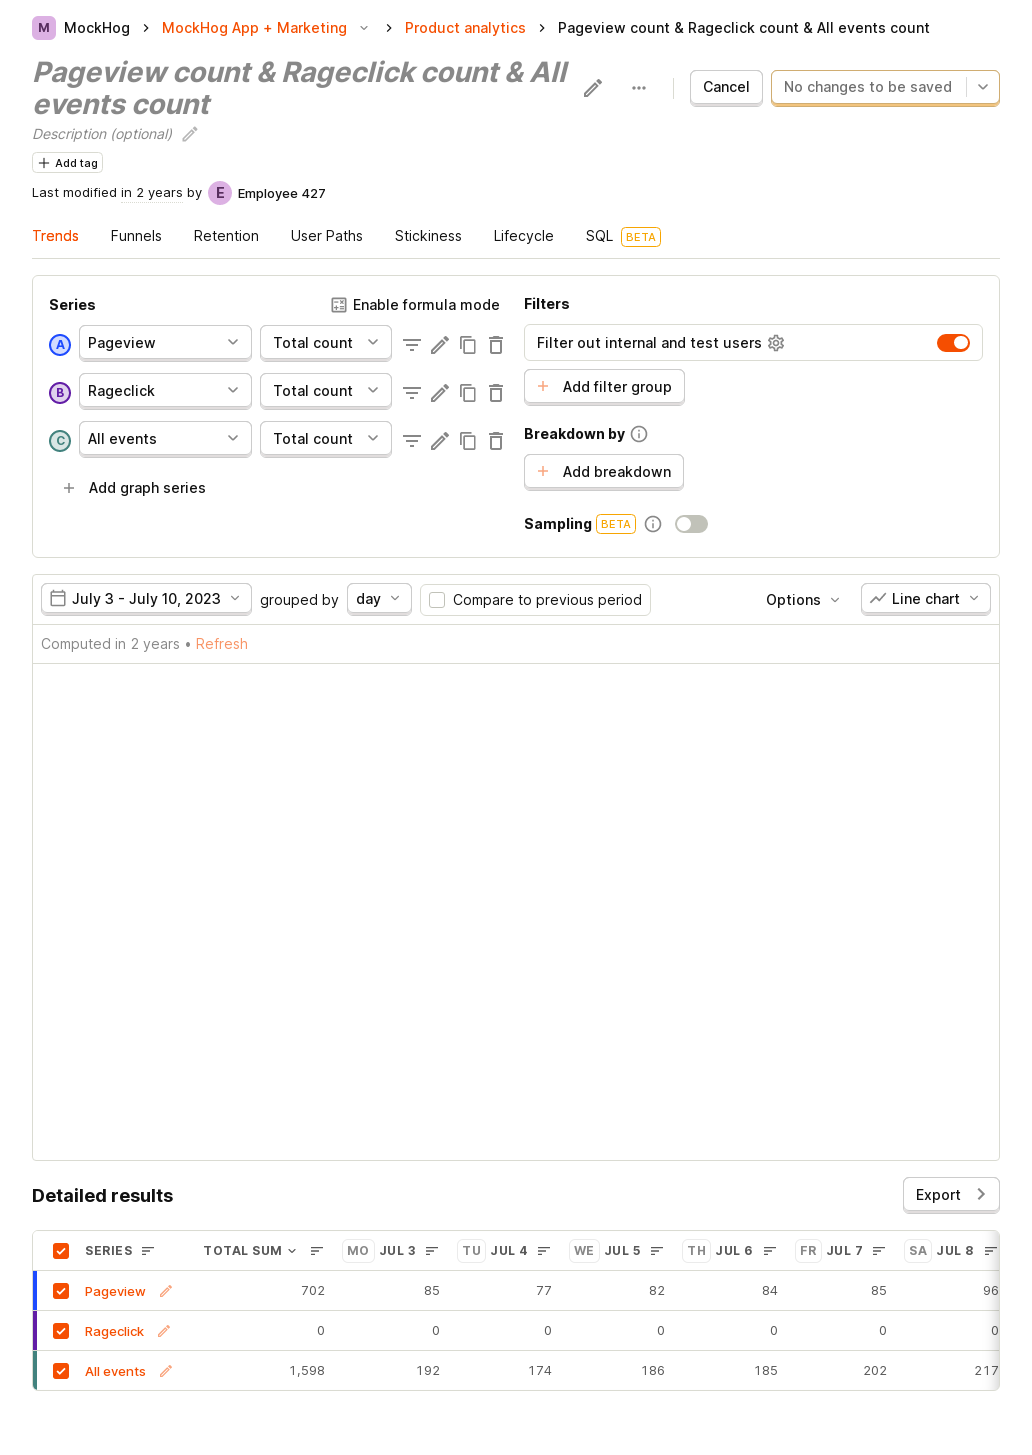 M MockHog > MockHog App + Marketing > Product analytics > Pageview count & Rageclick count & All events count
Pageview count & Rageclick count & All
events count
Cancel
No changes to be saved
Description (optional)
+ Add tag
Last modified in 2 years by E Employee 427
Trends Funnels Retention User Paths Stickiness Lifecycle SQL BETA
Series Enable formula mode
A Pageview Total count
B Rageclick Total count
C All events Total count
+ Add graph series
Filters
Filter out internal and test users
+ Add filter group
Breakdown by
+ Add breakdown
Sampling BETA
July 3 - July 10, 2023 grouped by day Compare to previous period Options Line chart
Computed in 2 years • Refresh
Detailed results Export
SERIES TOTAL SUM MO JUL 3 TU JUL 4 WE JUL 5 TH JUL 6 FR JUL 7 SA JUL 8
Pageview 702 85 77 82 84 85 96
Rageclick 0 0 0 0 0 0 0
All events 1,598 192 174 186 185 202 217